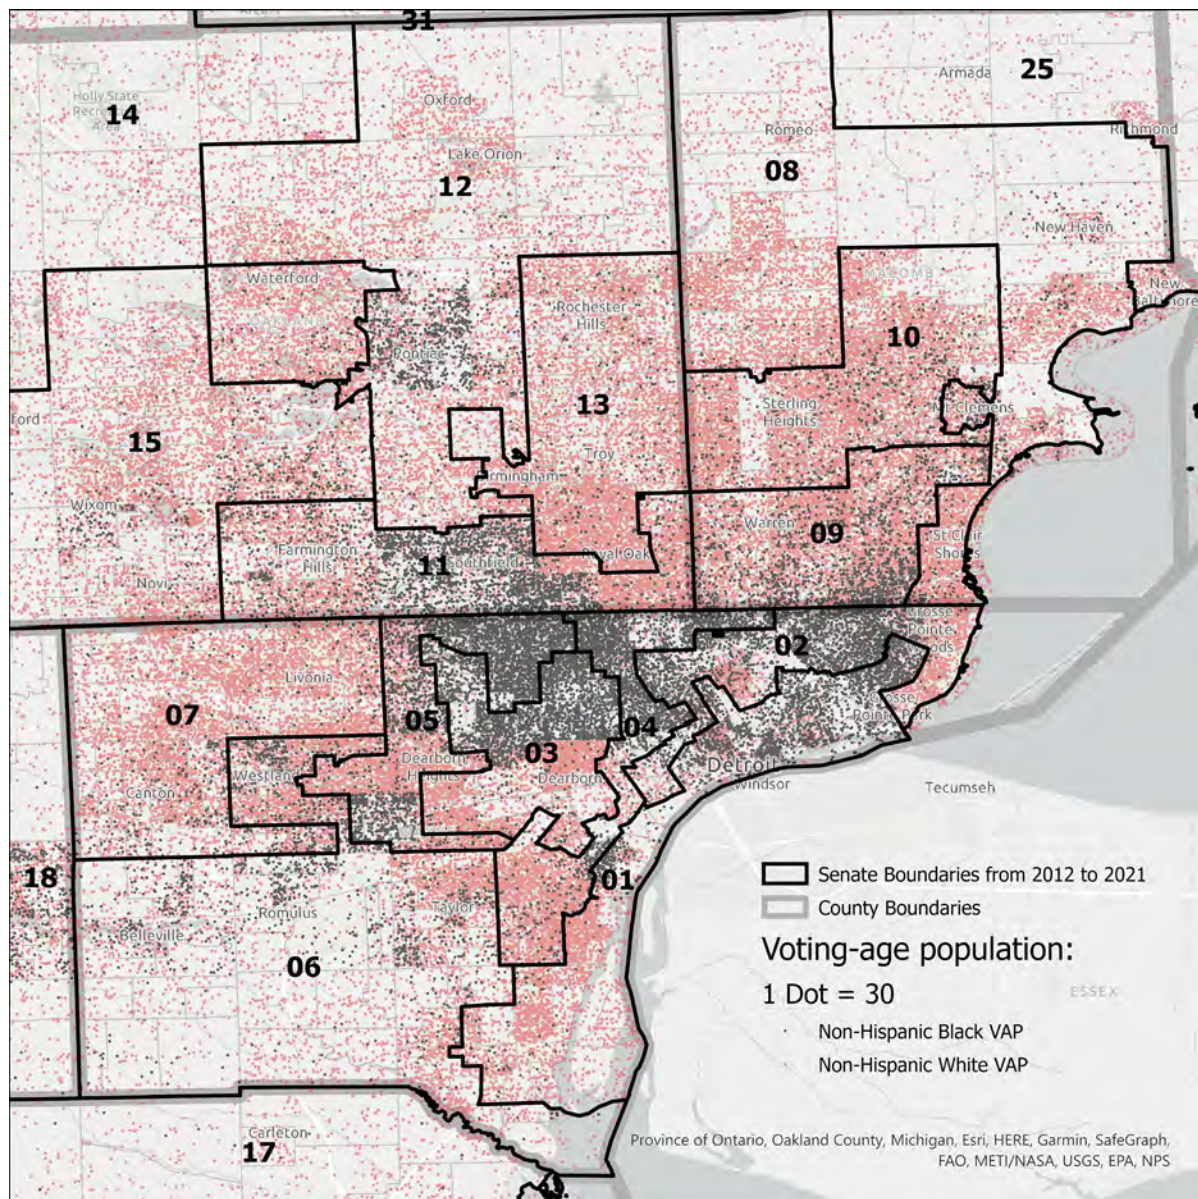 31
Holly State
Recreation
Area
14
Oxford
Armada
25
Romeo
Richmond
Lake Orion
12
08
New Haven
Waterford
MACOMB
New
Baltimore
Rochester
Hills
Pontiac
10
15
13
Sterling
Heights
Mt Clemens
ford
Troy
Birmingham
Wixom
Warren
09
St Clair
Shores
Farmington
Hills
11
Southfield
Royal Oak
Novi
Grosse
Pointe
Woods
02
Livonia
07
05
04
Grosse
Pointe Park
03
Dearborn
Heights
Dearborn
Westland
Detroit
Canton
Windsor
Tecumseh
18
01
Romulus
Taylor
Belleville
06
Senate Boundaries from 2012 to 2021
County Boundaries
Voting-age population:
1 Dot = 30
ESSEX
Non-Hispanic Black VAP
Non-Hispanic White VAP
Carleton
17
Province of Ontario, Oakland County, Michigan, Esri, HERE, Garmin, SafeGraph,
FAO, METI/NASA, USGS, EPA, NPS